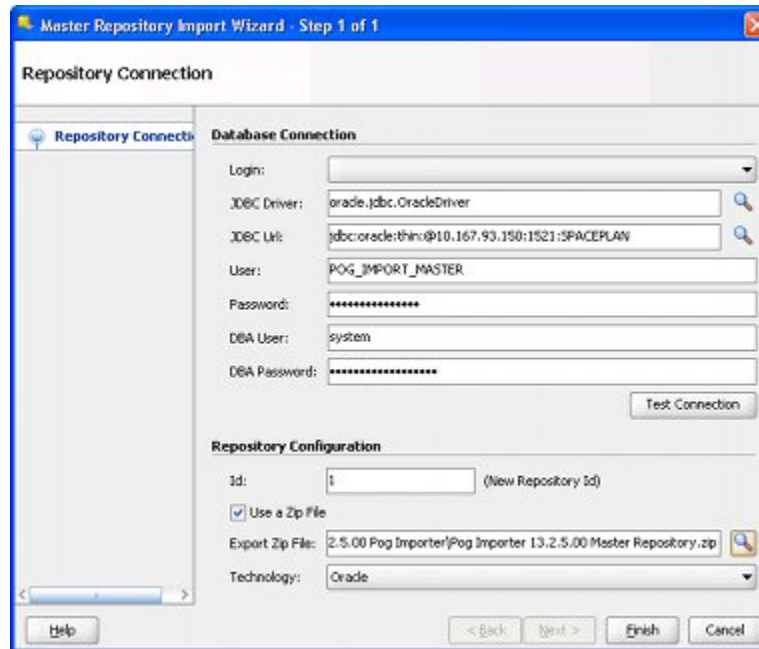 Master Repository Import Wizard - Step 1 of 1
Repository Connection
Repository Connecti
Database Connection
Login:
JDBC Driver: oracle.jdbc.OracleDriver
JDBC Url: jdbc:oracle:thin:@10.167.93.150:1521:SPACEPLAN
User: POG_IMPORT_MASTER
Password: •••••••••••••••
DBA User: system
DBA Password: ••••••••••••••••••
Test Connection
Repository Configuration
Id: 1 (New Repository Id)
Use a Zip File
Export Zip File: 2.5.00 Pog Importer\Pog Importer 13.2.5.00 Master Repository.zip
Technology: Oracle
Help < Back Next > Finish Cancel